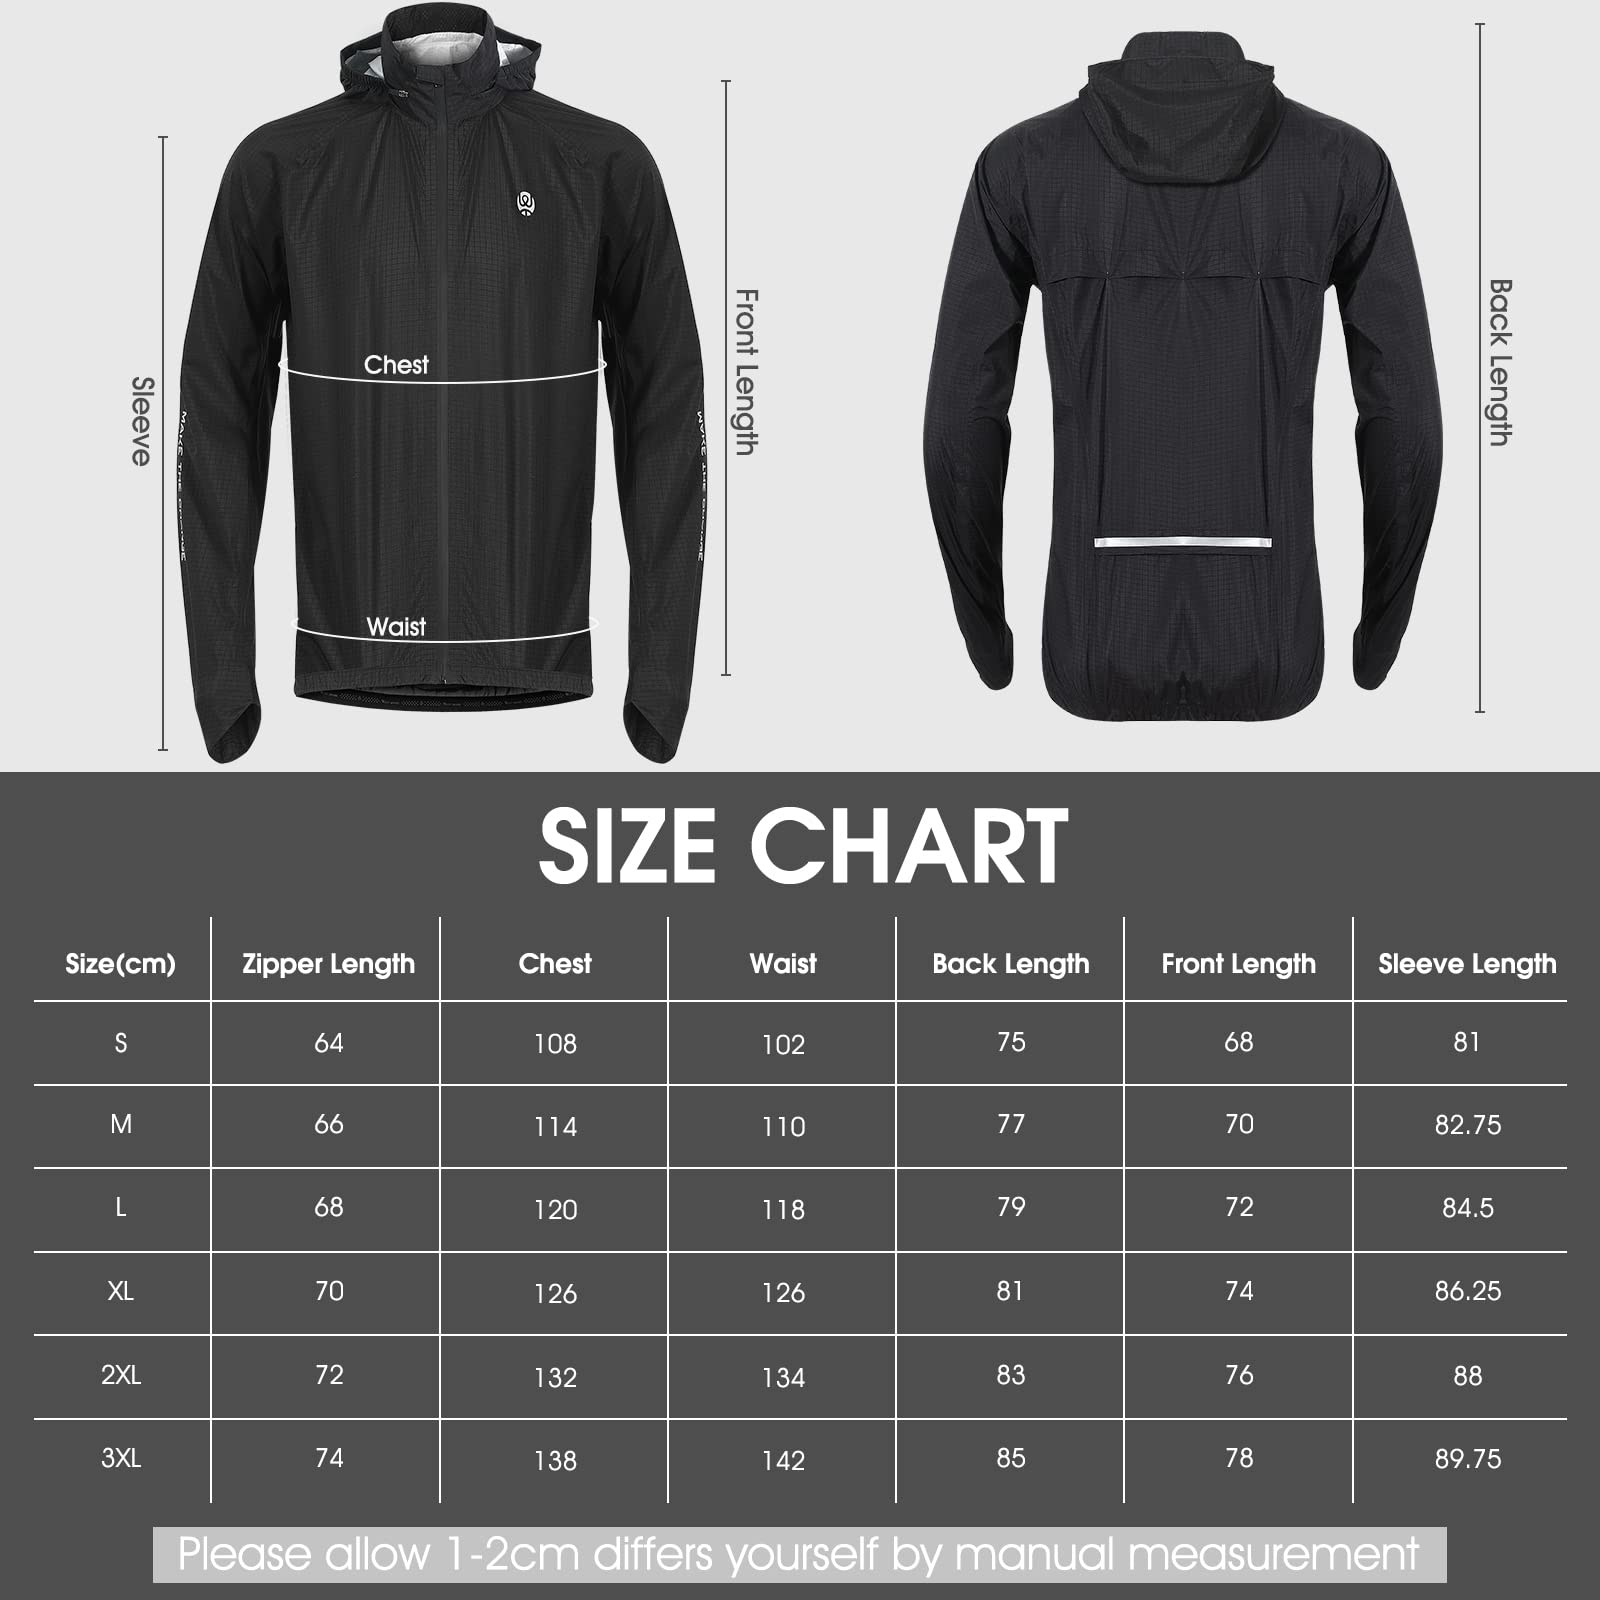 Sleeve
MAKE THE CHANGE
Chest
Waist
Front Length
Back Length
SIZE CHART
Size(cm) Zipper Length Chest Waist Back Length Front Length Sleeve Length
S 64 108 102 75 68 81
M 66 114 110 77 70 82.75
L 68 120 118 79 72 84.5
XL 70 126 126 81 74 86.25
2XL 72 132 134 83 76 88
3XL 74 138 142 85 78 89.75
Please allow 1-2cm differs yourself by manual measurement